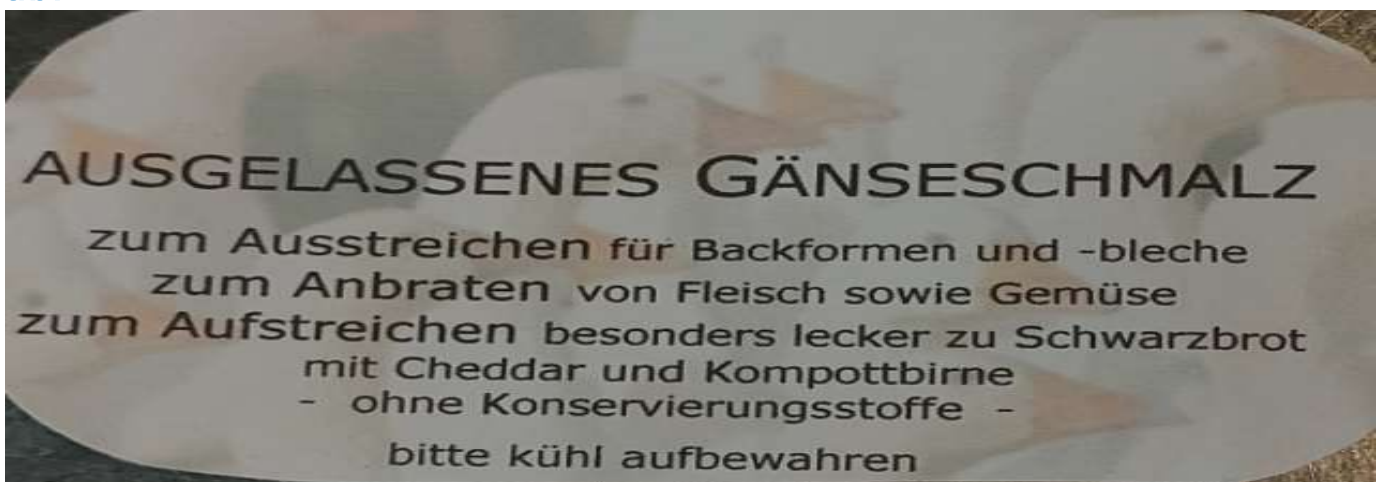 AUSGELASSENES GÄNSESCHMALZ
zum Ausstreichen für Backformen und -bleche
zum Anbraten von Fleisch sowie Gemüse
zum Aufstreichen besonders lecker zu Schwarzbrot
mit Cheddar und Kompottbirne
- ohne Konservierungsstoffe -
bitte kühl aufbewahren